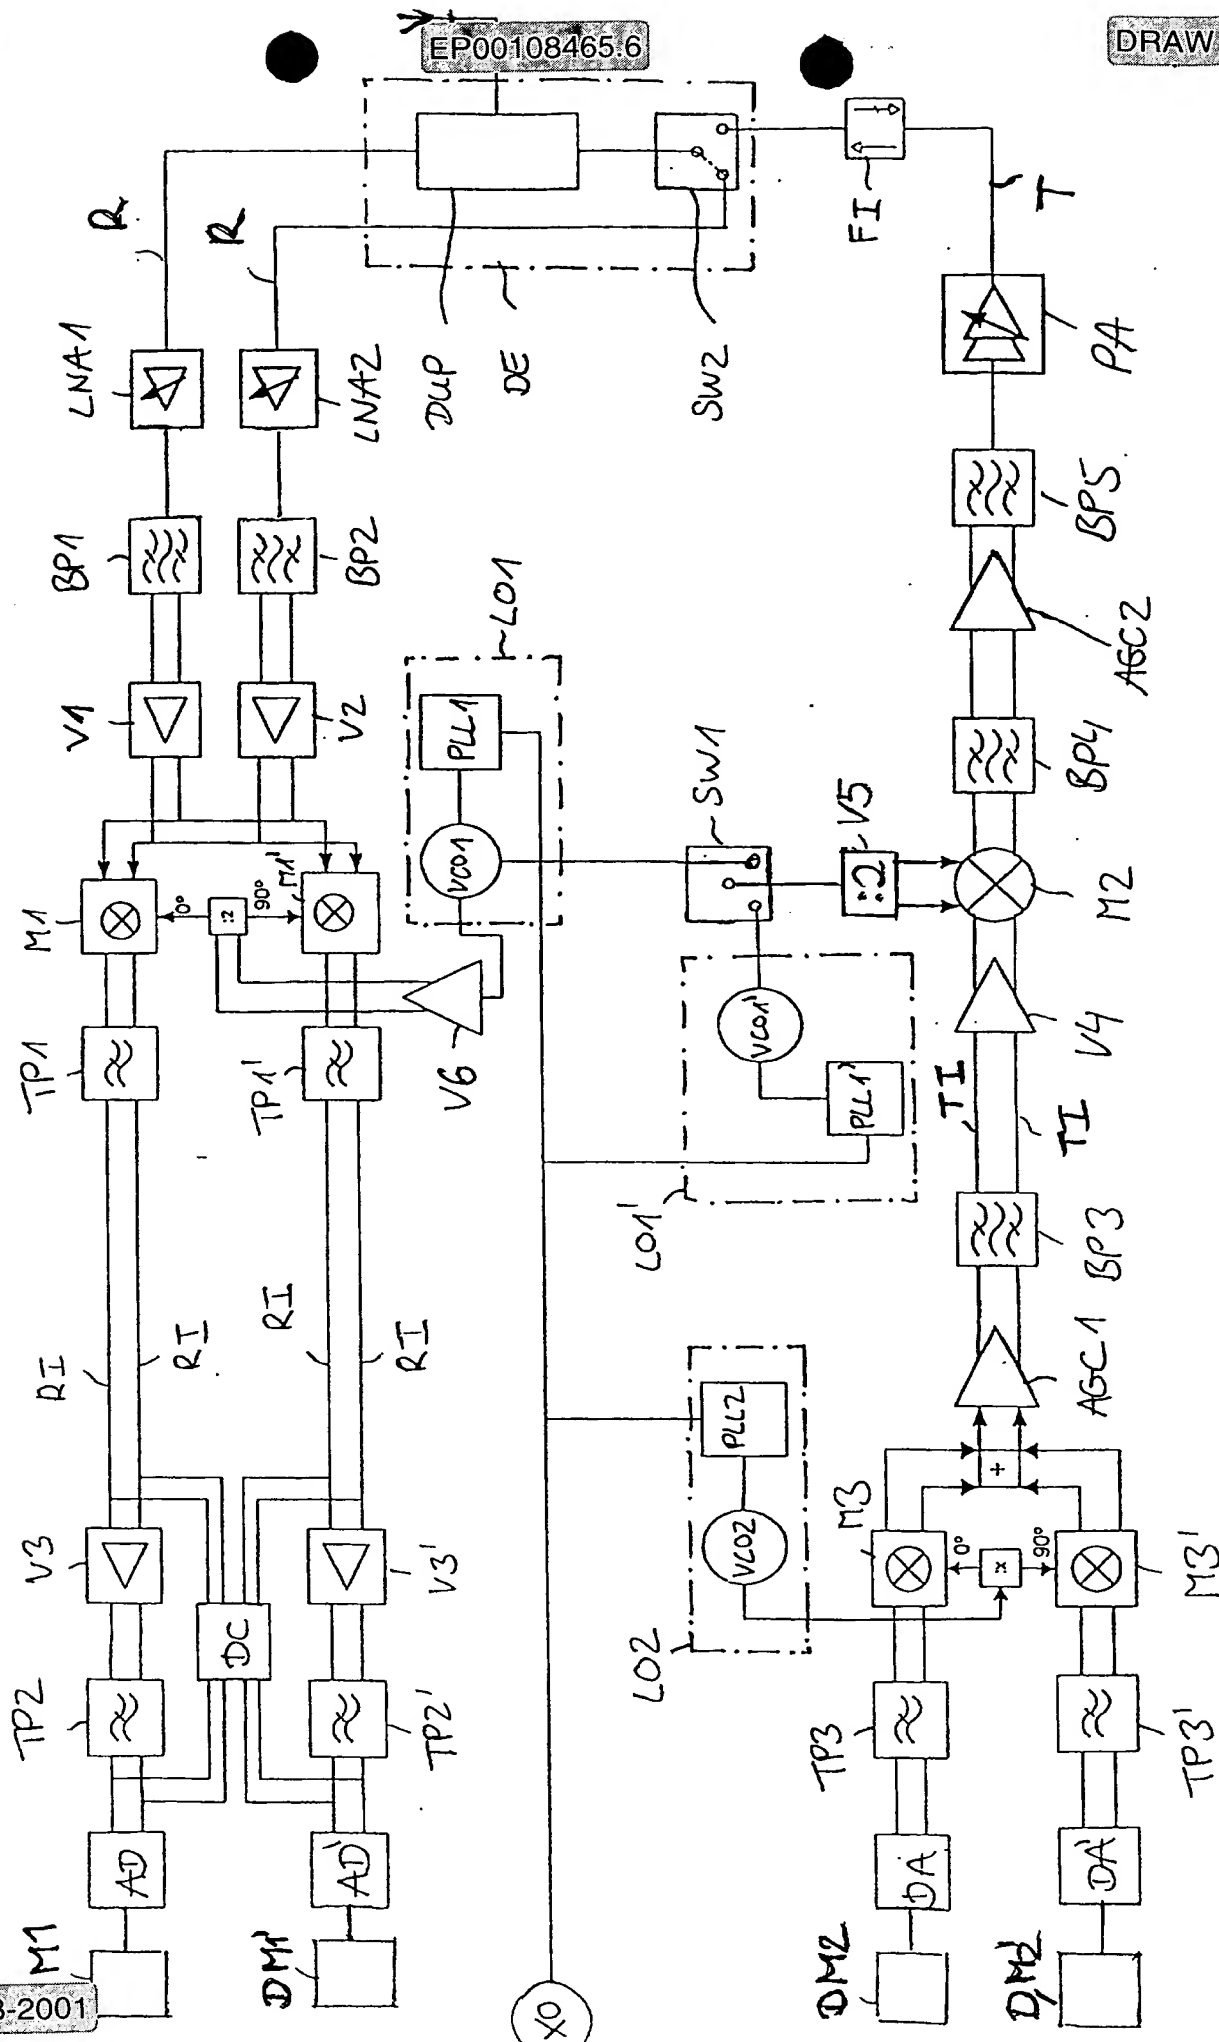 EP00108465.6
DRAW
R
R
FI
T
LNA1
LNA2
DUP
DE
SW2
PA
BP1
BP2
BP5
LO1
AGC2
V1
V2
PLL1
VCO1
SW1
V5
:2
BP4
M1
0°
:2
90°
M1'
M2
VCO1'
PLL1'
V4
TP1
TP1'
V6
TI
TI
LO1'
BP3
RI
RI
RI
RI
AGC1
PLL2
VCO2
LO2
+
M3
0°
90°
M3'
V3
V3'
DC
TP2
TP2'
TP3
TP3'
AD
AD'
DA
DA'
M1
DM1'
XO
DM2
DM2'
3-2001